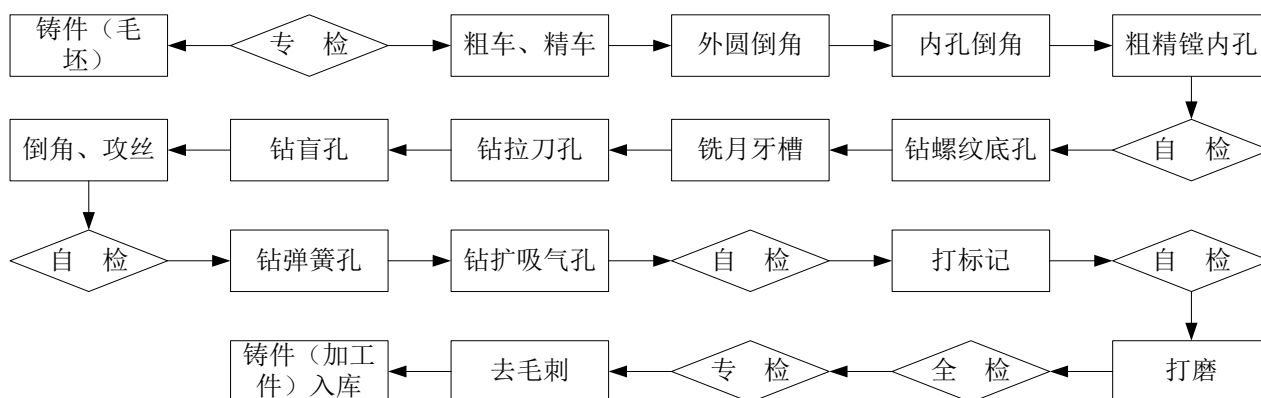 铸件（毛
坯）
专 检
粗车、精车
外圆倒角
内孔倒角
粗精镗内孔
倒角、攻丝
钻盲孔
钻拉刀孔
铣月牙槽
钻螺纹底孔
自 检
自 检
钻弹簧孔
钻扩吸气孔
自 检
打标记
自 检
铸件（加工
件）入库
去毛刺
专 检
全 检
打磨